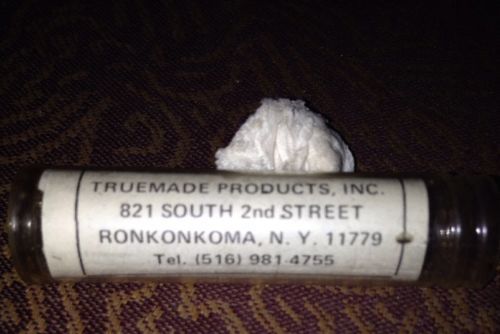 TRUEMADE PRODUCTS, INC.
821 SOUTH 2nd STREET
RONKONKOMA, N. Y. 11779
Tel. (516) 981-4755